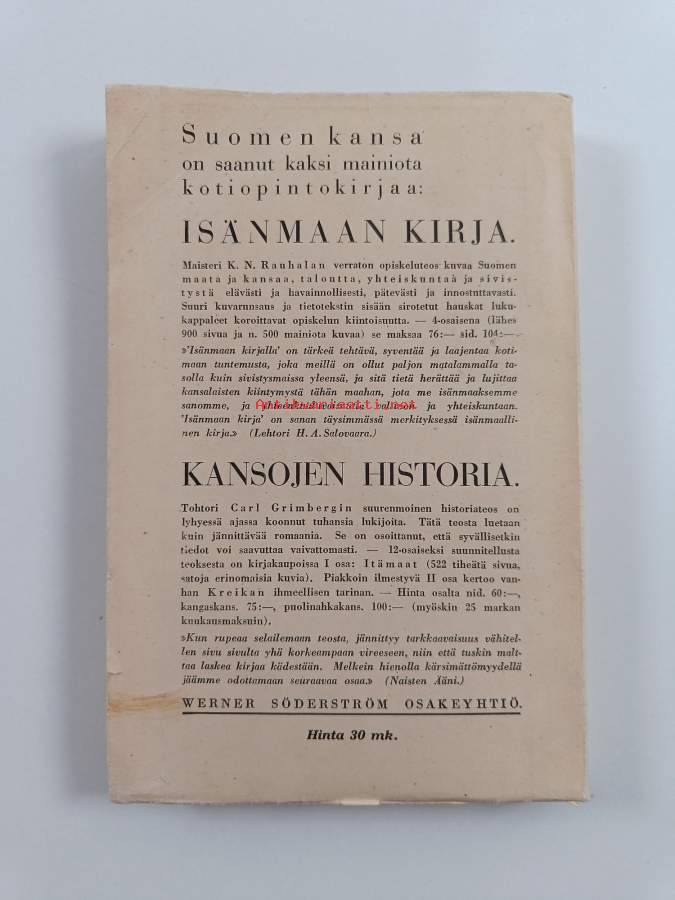 Suomen kansa
on saanut kaksi mainiota
kotiopintokirjaa:
ISÄNMAAN KIRJA.
Maisteri K. N. Rauhalan verraton opiskeluteos kuvaa Suomen
maata ja kansaa, taloutta, yhteiskuntaa ja sivis-
tystä elävästi ja havainnollisesti, pätevästi ja innostuttavasti.
Suuri kuvarunsaus ja tietotekstin sisään sirotetut hauskat luku-
kappaleet koroittavat opiskelun kiintoisuutta. — 4-osaisena (lähes
900 sivua ja n. 500 mainiota kuvaa) se maksaa 76:— sid. 104:—
»'Isänmaan kirjalla' on tärkeä tehtävä, syventää ja laajentaa koti-
maan tuntemusta, joka meillä on ollut paljon matalammalla ta-
solla kuin sivistysmaissa yleensä, ja sitä tietä herättää ja lujittaa
kansalaisten kiintymystä tähän maahan, jota me isänmaaksemme
sanomme, ja valtioon ja yhteiskuntaan.
Antikvariaatti.net
'Isänmaan kirja' on sanan täysimmässä merkityksessä isänmaalli-
nen kirja.» (Lehtori H. A. Salovaara.)
KANSOJEN HISTORIA.
Tohtori Carl Grimbergin suurenmoinen historiateos on
lyhyessä ajassa koonnut tuhansia lukijoita. Tätä teosta luetaan
kuin jännittävää romaania. Se on osoittanut, että syvällisetkin
tiedot voi saavuttaa vaivattomasti. — 12-osaiseksi suunnitellusta
teoksesta on kirjakaupoissa I osa: Itämaat (522 tiheätä sivua,
satoja erinomaisia kuvia). Piakkoin ilmestyvä II osa kertoo van-
han Kreikan ihmeellisen tarinan. — Hinta osalta nid. 60:—,
kangaskans. 75:—, puolinahkakans. 100:— (myöskin 25 markan
kuukausmaksuin).
»Kun rupeaa selailemaan teosta, jännittyy tarkkaavaisuus vähitel-
len sivu sivulta yhä korkeampaan vireeseen, niin että tuskin malt-
taa laskea kirjaa kädestään. Melkein hienolla kärsimättömyydellä
jäämme odottamaan seuraavaa osaa.» (Naisten Ääni.)
WERNER SÖDERSTRÖM OSAKEYHTIÖ.
Hinta 30 mk.